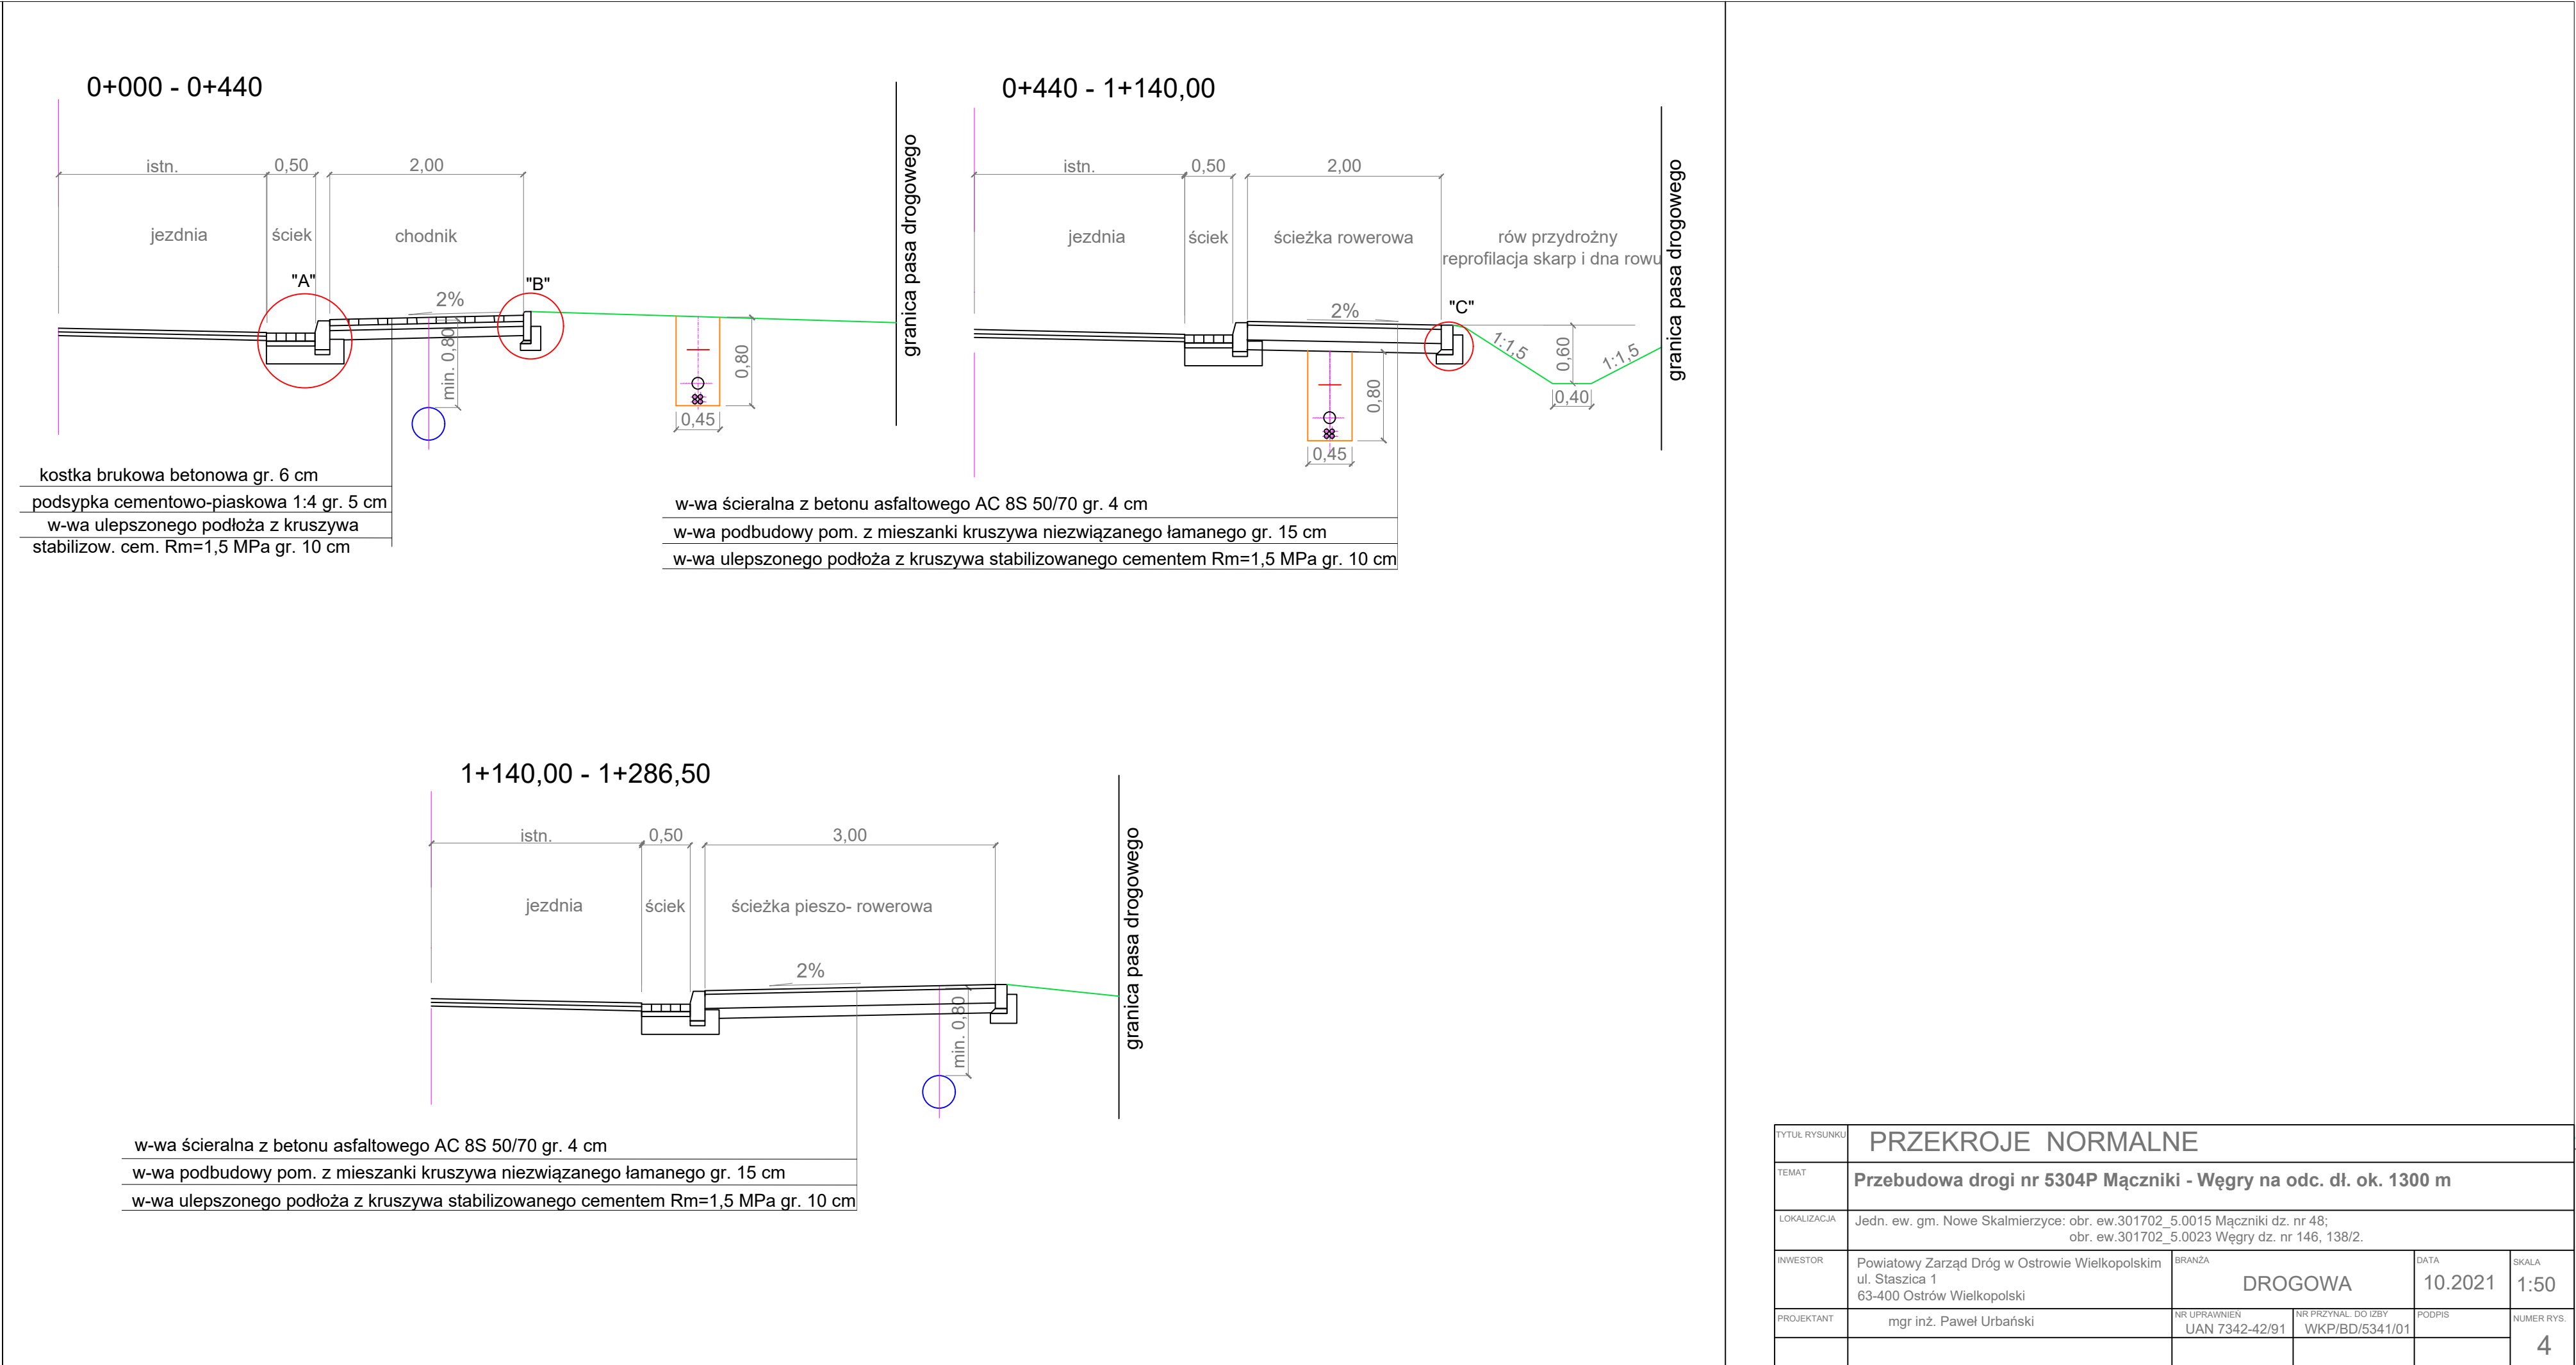 0+000 - 0+440
istn.
0,50
2,00
jezdnia
ściek
chodnik
"A"
"B"
2%
min. 0,80
0,80
0,45
granica pasa drogowego
kostka brukowa betonowa gr. 6 cm
podsypka cementowo-piaskowa 1:4 gr. 5 cm
w-wa ulepszonego podłoża z kruszywa
stabilizow. cem. Rm=1,5 MPa gr. 10 cm
0+440 - 1+140,00
istn.
0,50
2,00
jezdnia
ściek
ścieżka rowerowa
rów przydrożny
reprofilacja skarp i dna rowu
"C"
2%
1:1,5
0,60
1:1,5
0,40
0,80
0,45
granica pasa drogowego
w-wa ścieralna z betonu asfaltowego AC 8S 50/70 gr. 4 cm
w-wa podbudowy pom. z mieszanki kruszywa niezwiązanego łamanego gr. 15 cm
w-wa ulepszonego podłoża z kruszywa stabilizowanego cementem Rm=1,5 MPa gr. 10 cm
1+140,00 - 1+286,50
istn.
0,50
3,00
jezdnia
ściek
ścieżka pieszo- rowerowa
2%
min. 0,80
granica pasa drogowego
w-wa ścieralna z betonu asfaltowego AC 8S 50/70 gr. 4 cm
w-wa podbudowy pom. z mieszanki kruszywa niezwiązanego łamanego gr. 15 cm
w-wa ulepszonego podłoża z kruszywa stabilizowanego cementem Rm=1,5 MPa gr. 10 cm
TYTUŁ RYSUNKU
PRZEKROJE NORMALNE
TEMAT
Przebudowa drogi nr 5304P Mączniki - Węgry na odc. dł. ok. 1300 m
LOKALIZACJA
Jedn. ew. gm. Nowe Skalmierzyce: obr. ew.301702_5.0015 Mączniki dz. nr 48;
obr. ew.301702_5.0023 Węgry dz. nr 146, 138/2.
INWESTOR
Powiatowy Zarząd Dróg w Ostrowie Wielkopolskim
ul. Staszica 1
63-400 Ostrów Wielkopolski
BRANŻA
DROGOWA
DATA
10.2021
SKALA
1:50
PROJEKTANT
mgr inż. Paweł Urbański
NR UPRAWNIEŃ
UAN 7342-42/91
NR PRZYNAL. DO IZBY
WKP/BD/5341/01
PODPIS
NUMER RYS.
4